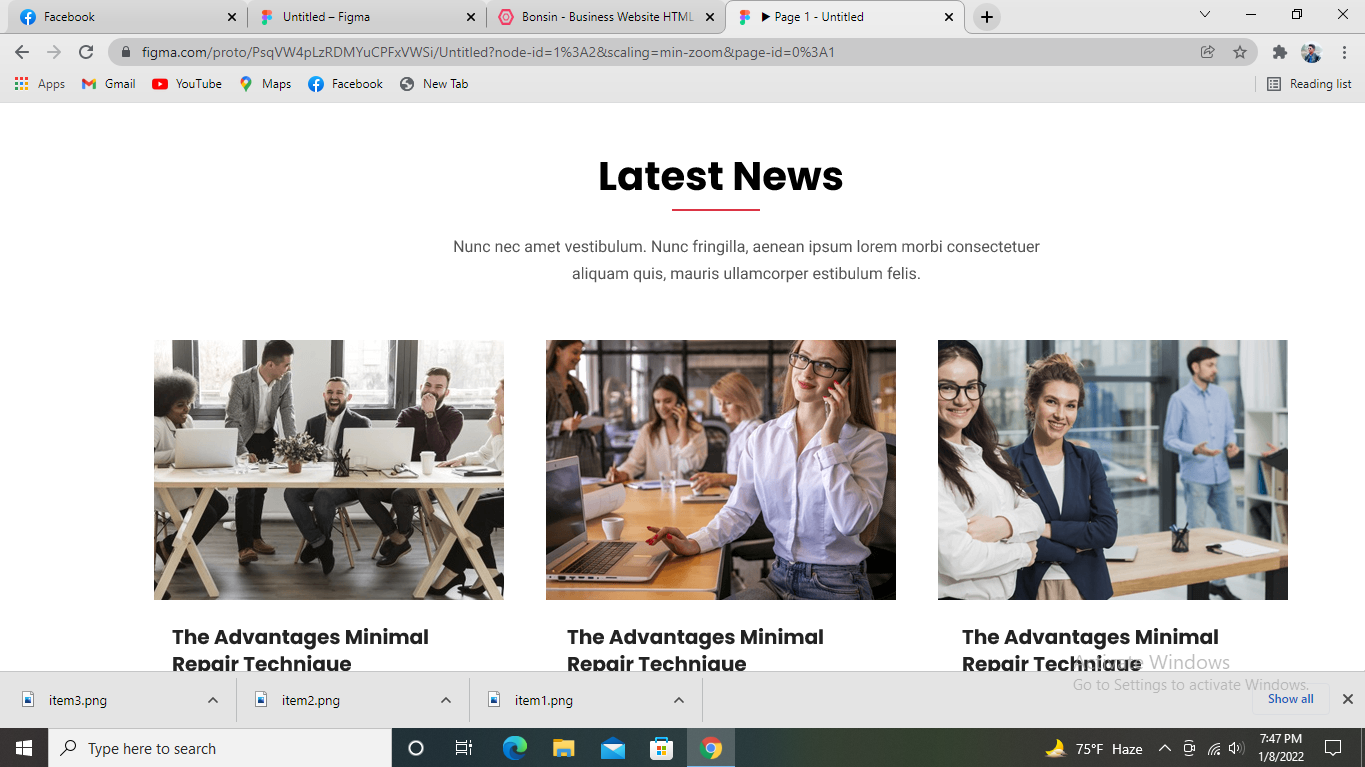 Facebook
Untitled – Figma
Bonsin - Business Website HTML
Page 1 - Untitled
figma.com/proto/PsqVW4pLzRDMYuCPFxVWSi/Untitled?node-id=1%3A2&scaling=min-zoom&page-id=0%3A1
Apps Gmail YouTube Maps Facebook New Tab Reading list
Latest News
Nunc nec amet vestibulum. Nunc fringilla, aenean ipsum lorem morbi consectetuer
aliquam quis, mauris ullamcorper estibulum felis.
The Advantages Minimal
Repair Technique
The Advantages Minimal
Repair Technique
The Advantages Minimal
Repair Technique
Activate Windows
Go to Settings to activate Windows.
item3.png
item2.png
item1.png
Show all
Type here to search
75°F Haze
7:47 PM
1/8/2022